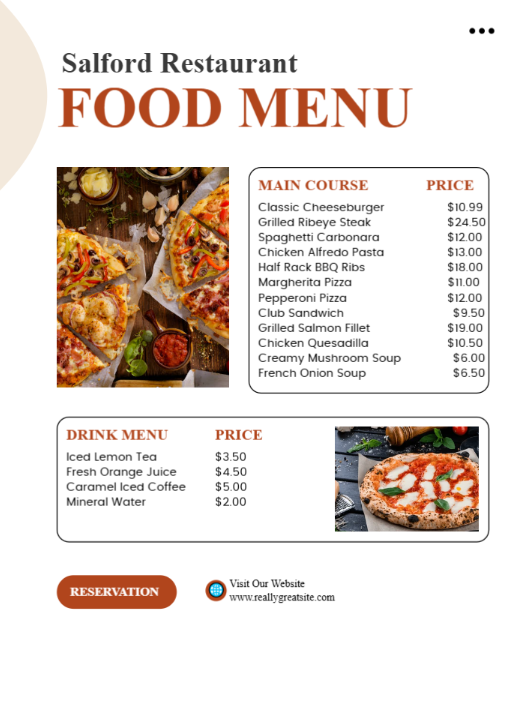 Salford Restaurant
FOOD MENU
MAIN COURSE PRICE
Classic Cheeseburger $10.99
Grilled Ribeye Steak $24.50
Spaghetti Carbonara $12.00
Chicken Alfredo Pasta $13.00
Half Rack BBQ Ribs $18.00
Margherita Pizza $11.00
Pepperoni Pizza $12.00
Club Sandwich $9.50
Grilled Salmon Fillet $19.00
Chicken Quesadilla $10.50
Creamy Mushroom Soup $6.00
French Onion Soup $6.50
DRINK MENU PRICE
Iced Lemon Tea $3.50
Fresh Orange Juice $4.50
Caramel Iced Coffee $5.00
Mineral Water $2.00
RESERVATION
Visit Our Website
www.reallygreatsite.com